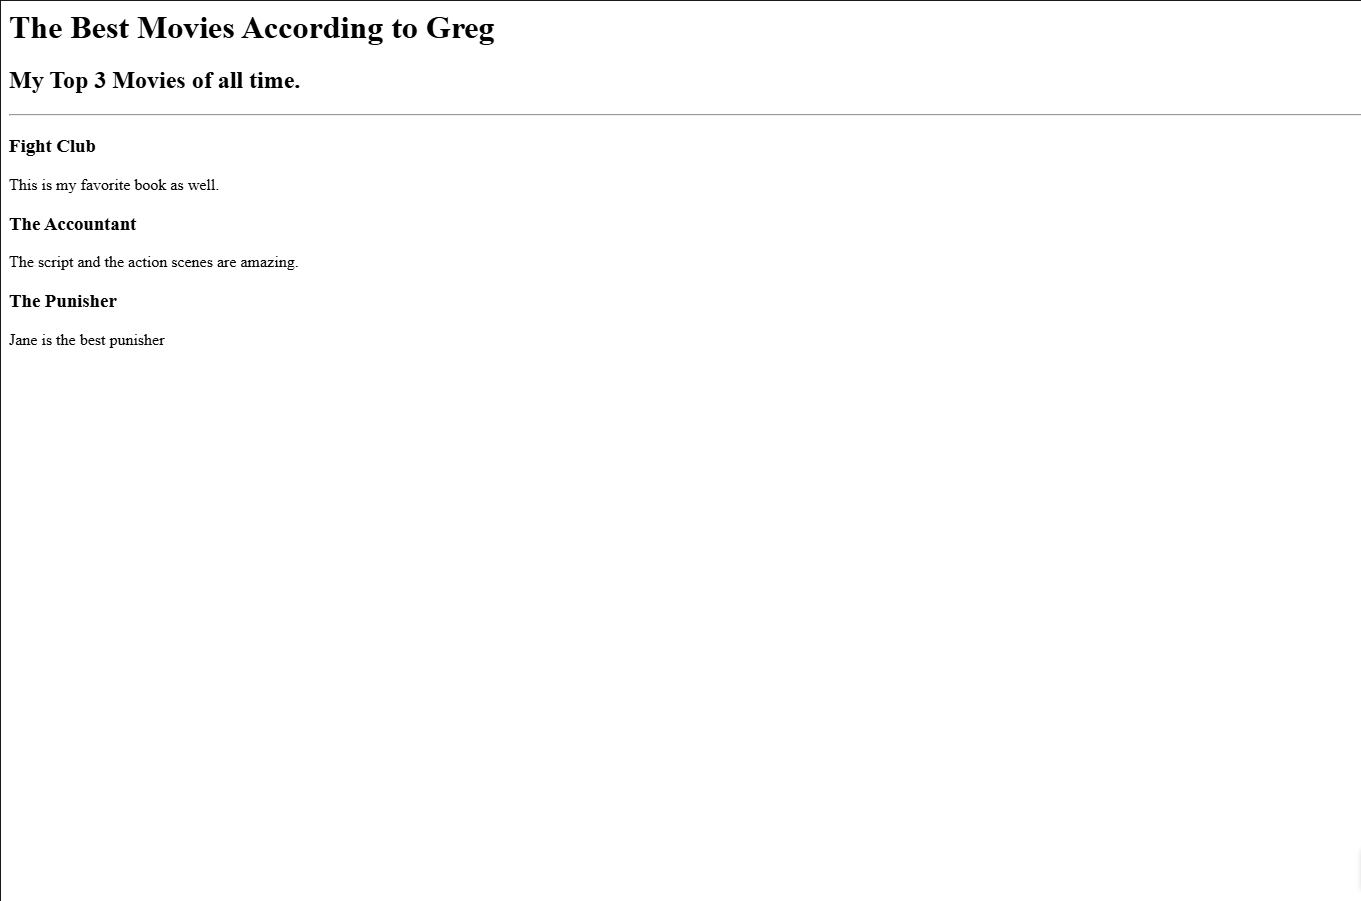 The Best Movies According to Greg
My Top 3 Movies of all time.
Fight Club
This is my favorite book as well.
The Accountant
The script and the action scenes are amazing.
The Punisher
Jane is the best punisher